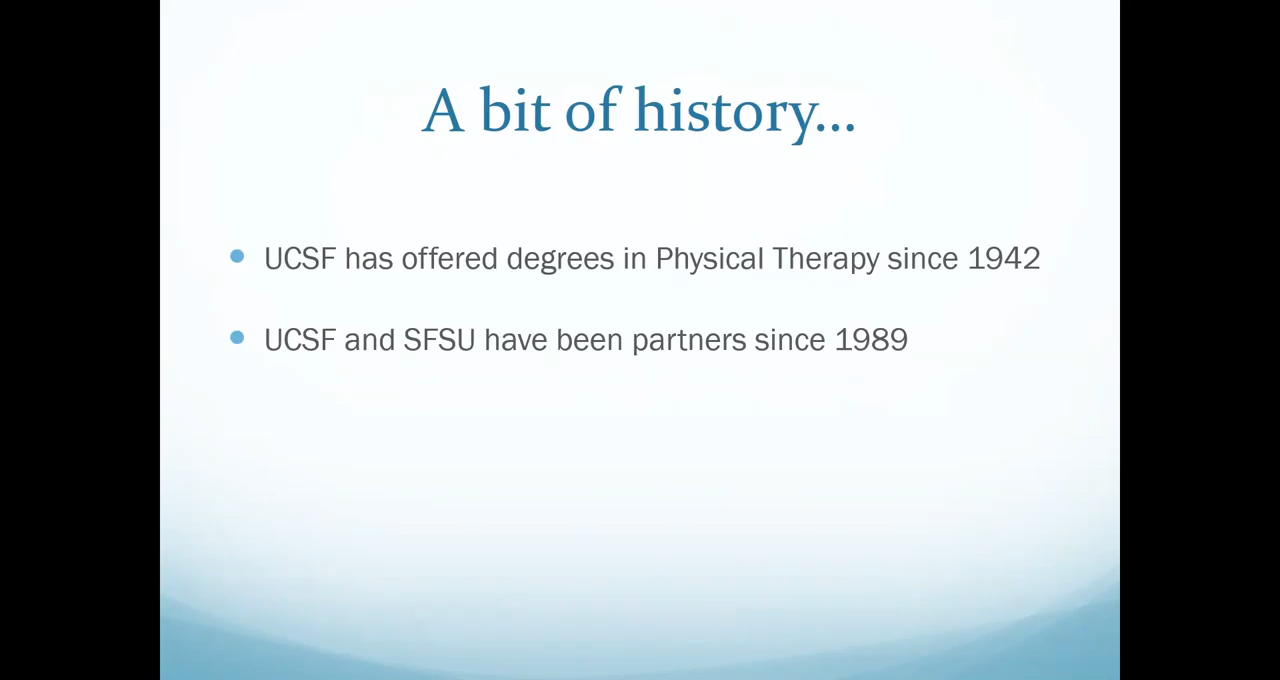 A bit of history...
UCSF has offered degrees in Physical Therapy since 1942
UCSF and SFSU have been partners since 1989